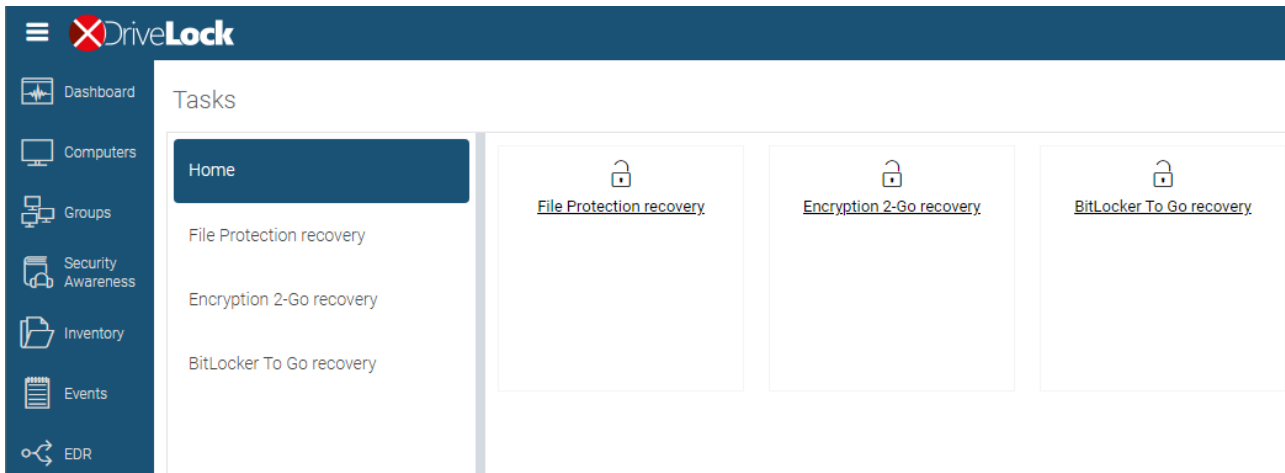 DriveLock
Dashboard
Computers
Groups
Security
Awareness
Inventory
Events
EDR
Tasks
Home
File Protection recovery
Encryption 2-Go recovery
BitLocker To Go recovery
File Protection recovery
Encryption 2-Go recovery
BitLocker To Go recovery